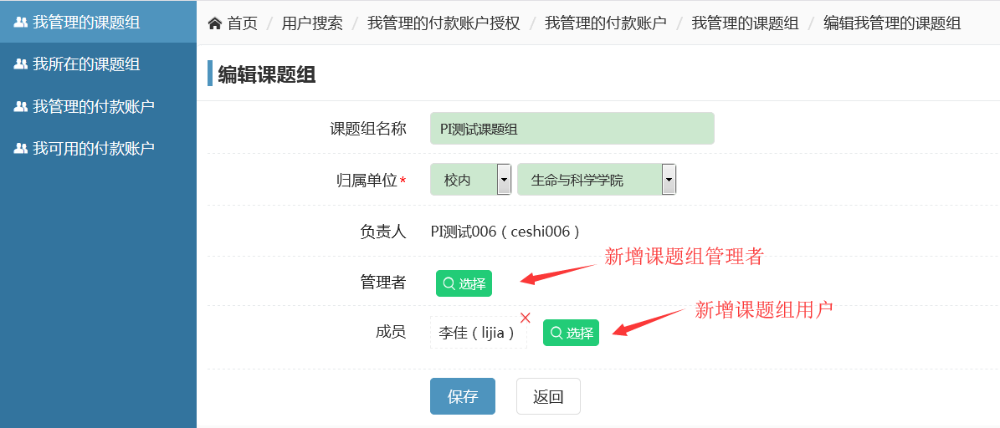 我管理的课题组
我所在的课题组
我管理的付款账户
我可用的付款账户
首页 / 用户搜索 / 我管理的付款账户授权 / 我管理的付款账户 / 我管理的课题组 / 编辑我管理的课题组
编辑课题组
课题组名称 PI测试课题组
归属单位* 校内 生命与科学学院
负责人 PI测试006（ceshi006）
新增课题组管理者
管理者 选择
新增课题组用户
成员 李佳（lijia） 选择
保存 返回